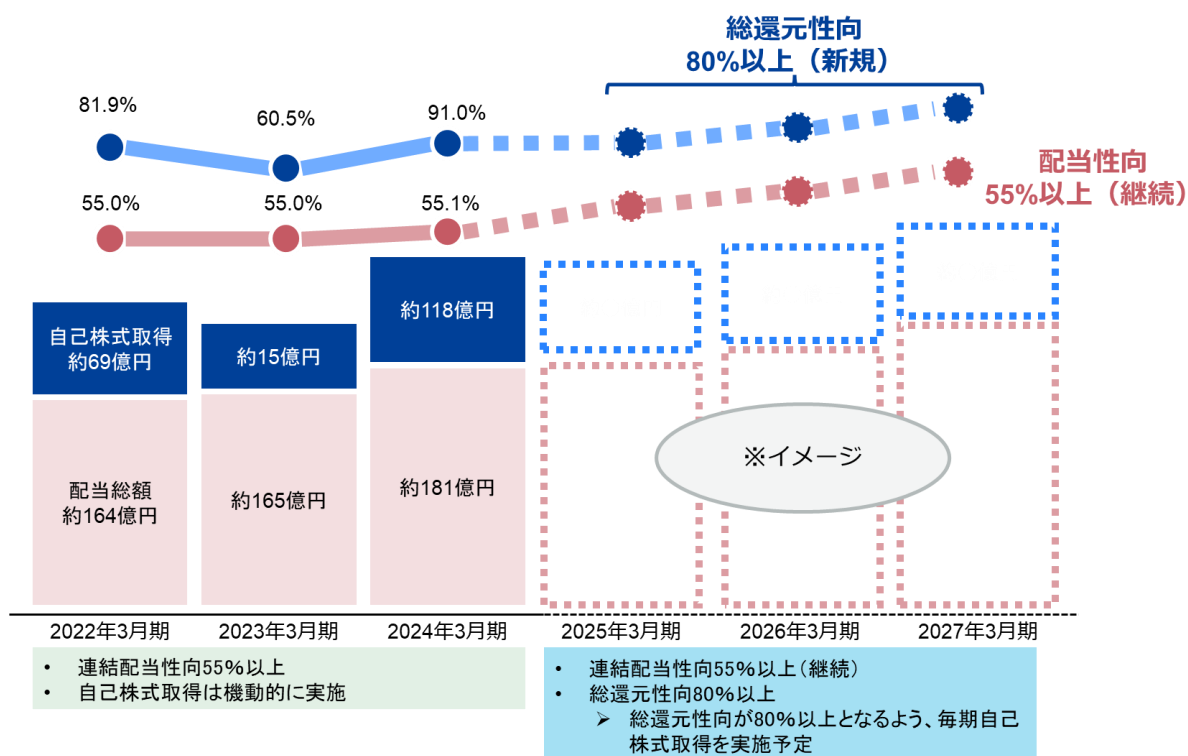 総還元性向
80%以上（新規）
81.9%
60.5%
91.0%
配当性向
55%以上（継続）
55.0%
55.0%
55.1%
自己株式取得
約69億円
約15億円
約118億円
配当総額
約164億円
約165億円
約181億円
※イメージ
2022年3月期
2023年3月期
2024年3月期
2025年3月期
2026年3月期
2027年3月期
• 連結配当性向55%以上
• 自己株式取得は機動的に実施
• 連結配当性向55%以上（継続）
• 総還元性向80%以上
➢ 総還元性向が80%以上となるよう、毎期自己
株式取得を実施予定